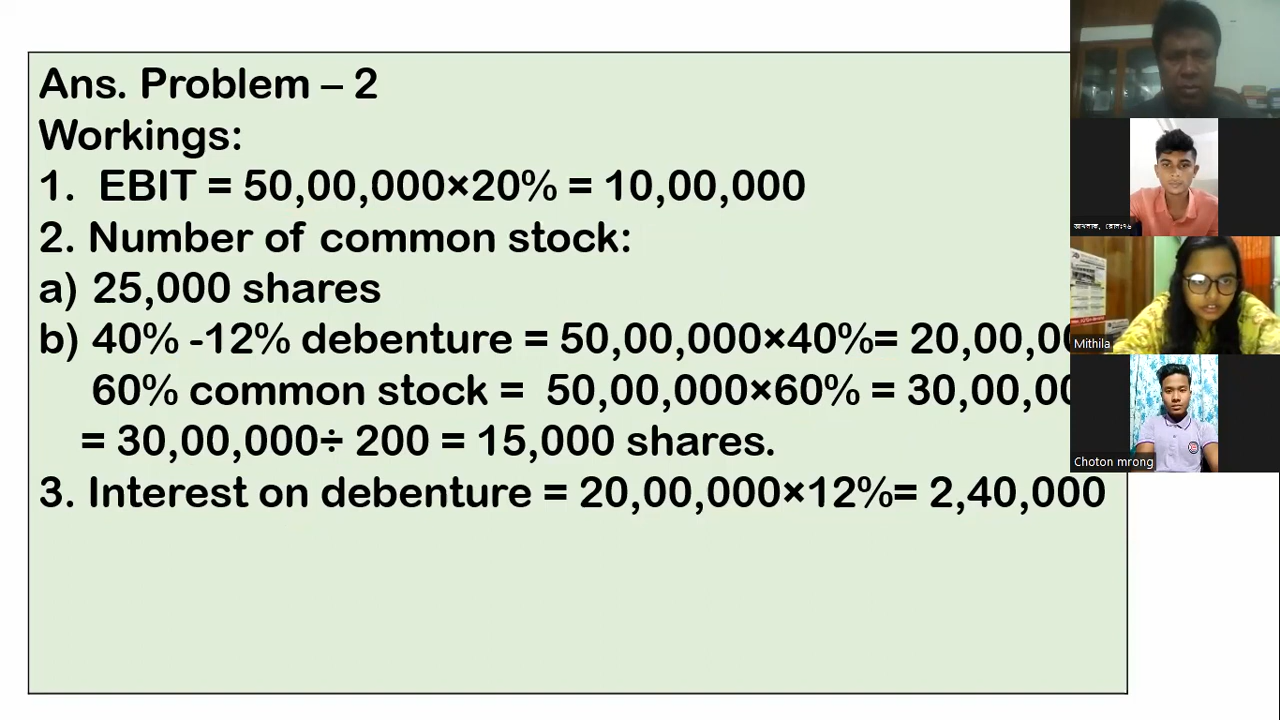 Ans. Problem – 2
Workings:
1. EBIT = 50,00,000×20% = 10,00,000
2. Number of common stock:
a) 25,000 shares
b) 40% -12% debenture = 50,00,000×40%= 20,00,00
60% common stock = 50,00,000×60% = 30,00,00
= 30,00,000÷ 200 = 15,000 shares.
3. Interest on debenture = 20,00,000×12%= 2,40,000
Mithila
Choton mrong